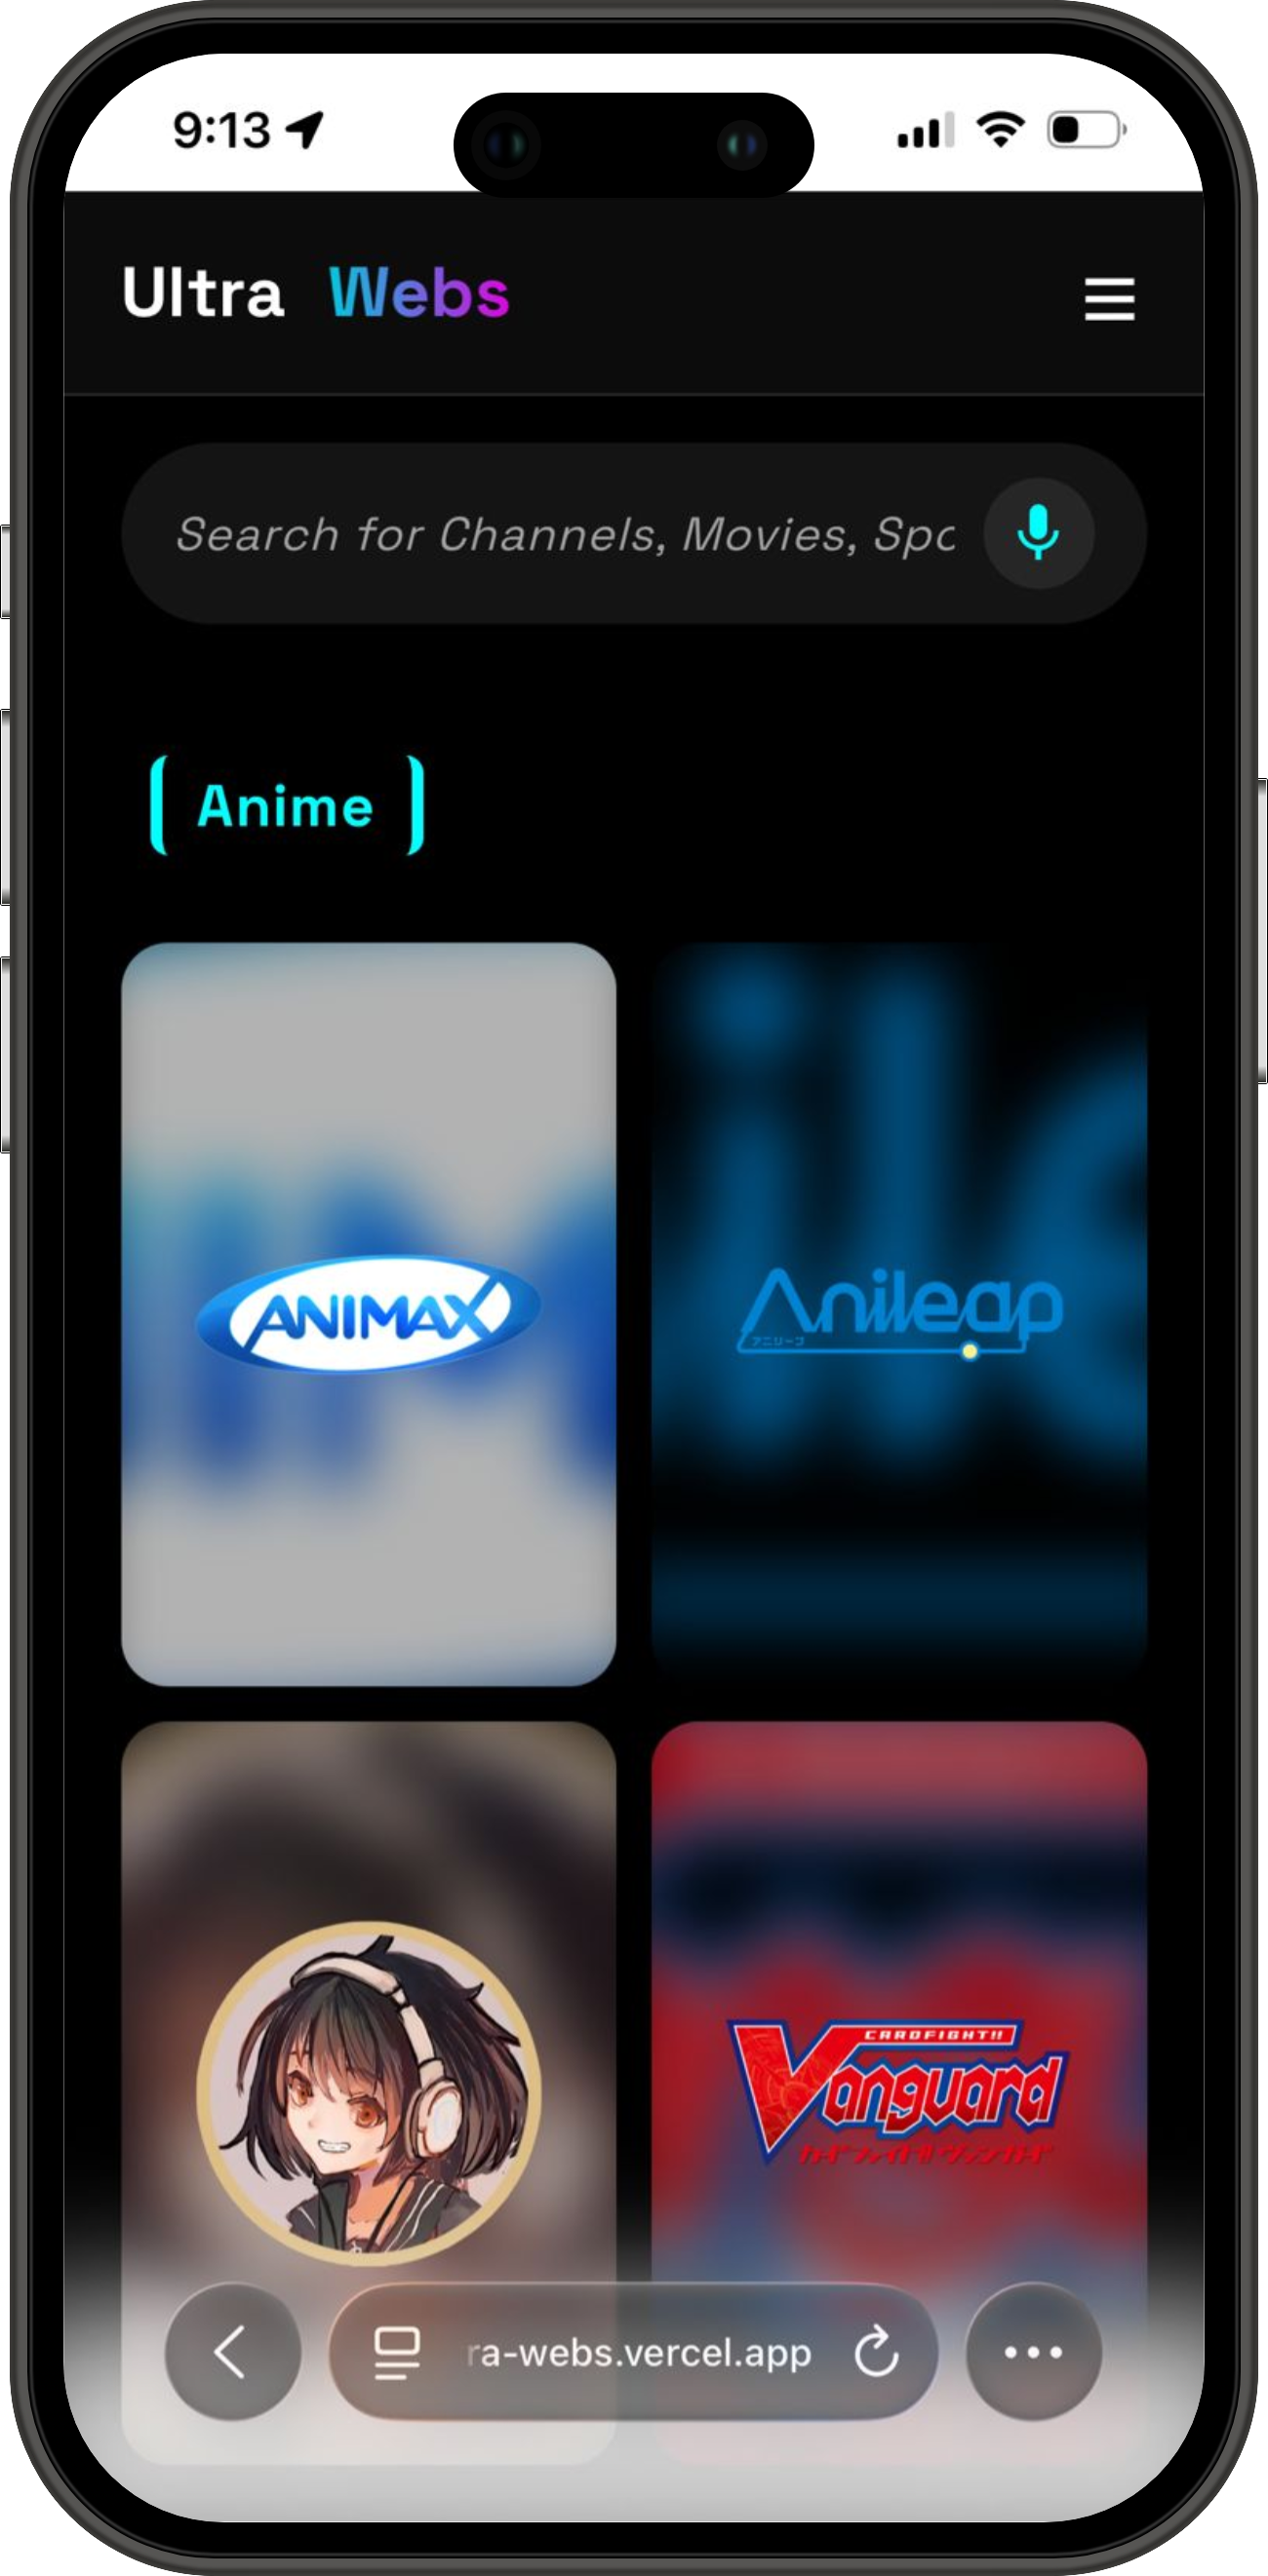 9:13
Ultra Webs
Search for Channels, Movies, Spo
Anime
ANIMAX
Anileap
アニリープ
CARDFIGHT!!
Vanguard
カードファイト!! ヴァンガード
ra-webs.vercel.app